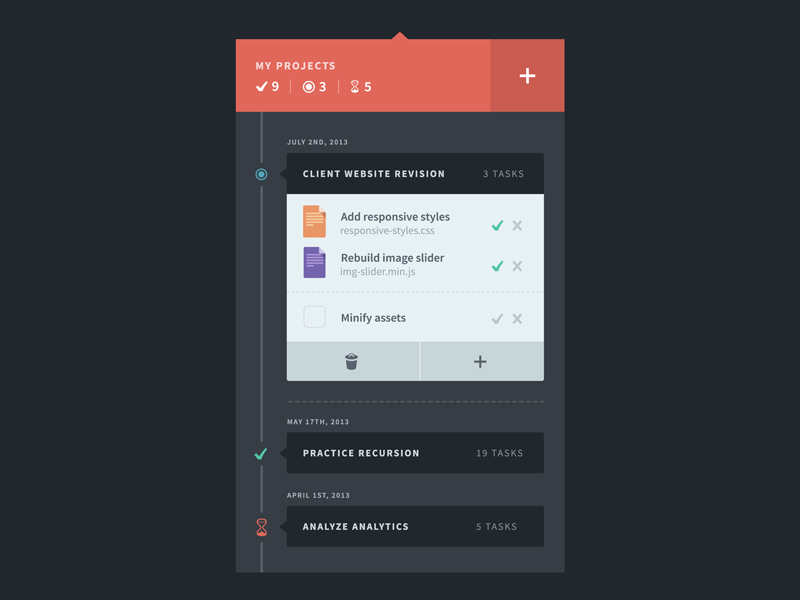 MY PROJECTS
9 3 5
JULY 2ND, 2013
CLIENT WEBSITE REVISION 3 TASKS
Add responsive styles
responsive-styles.css
Rebuild image slider
img-slider.min.js
Minify assets
MAY 17TH, 2013
PRACTICE RECURSION 19 TASKS
APRIL 1ST, 2013
ANALYZE ANALYTICS 5 TASKS